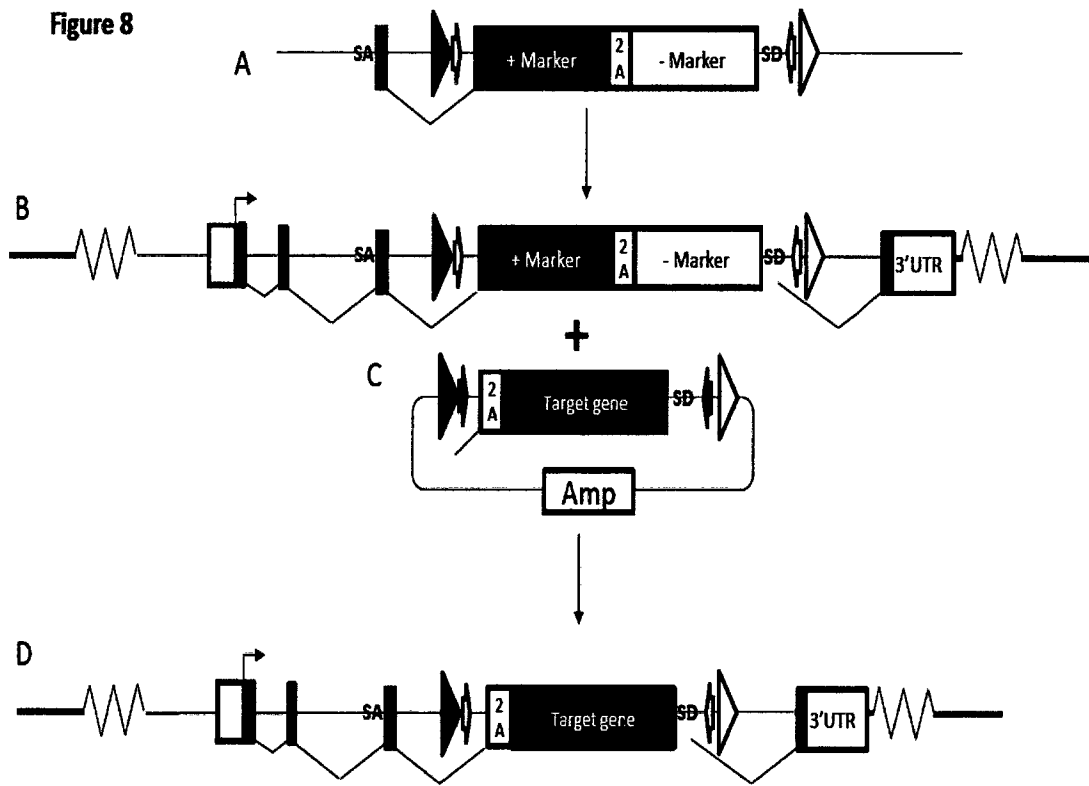 Figure 8
A
SA
+ Marker
2
A
- Marker
SD
B
SA
+ Marker
2
A
- Marker
SD
3'UTR
+
C
2
A
Target gene
SD
Amp
D
SA
2
A
Target gene
SD
3'UTR